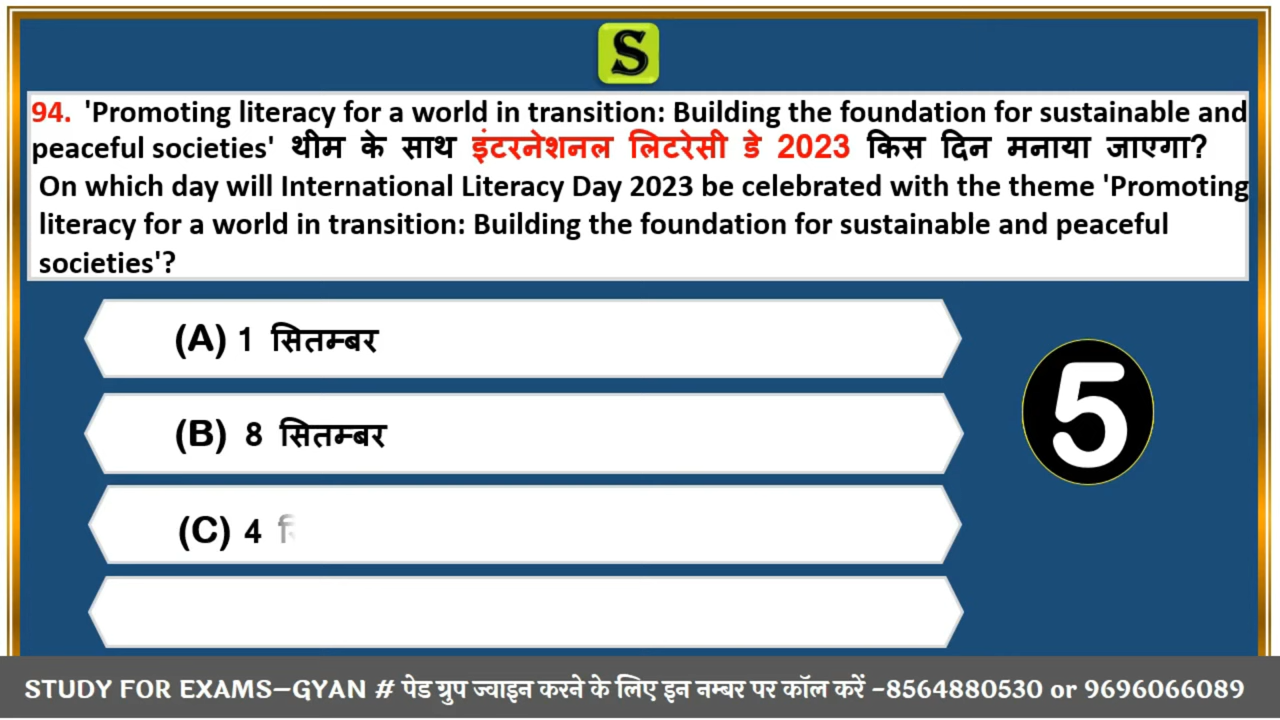 S
94. 'Promoting literacy for a world in transition: Building the foundation for sustainable and
peaceful societies' थीम के साथ इंटरनेशनल लिटरेसी डे 2023 किस दिन मनाया जाएगा?
On which day will International Literacy Day 2023 be celebrated with the theme 'Promoting
literacy for a world in transition: Building the foundation for sustainable and peaceful
societies'?
(A) 1 सितम्बर
(B) 8 सितम्बर
5
(C) 4
STUDY FOR EXAMS–GYAN # पेड ग्रुप ज्वाइन करने के लिए इन नम्बर पर कॉल करें –8564880530 or 9696066089